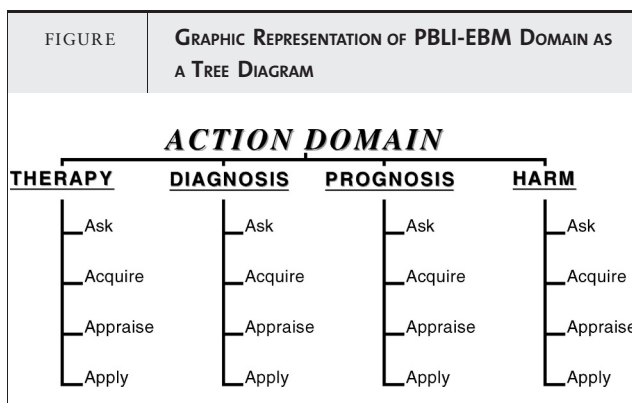 FIGURE
GRAPHIC REPRESENTATION OF PBLI-EBM DOMAIN AS
A TREE DIAGRAM
ACTION DOMAIN
THERAPY DIAGNOSIS PROGNOSIS HARM
Ask Ask Ask Ask
Acquire Acquire Acquire Acquire
Appraise Appraise Appraise Appraise
Apply Apply Apply Apply